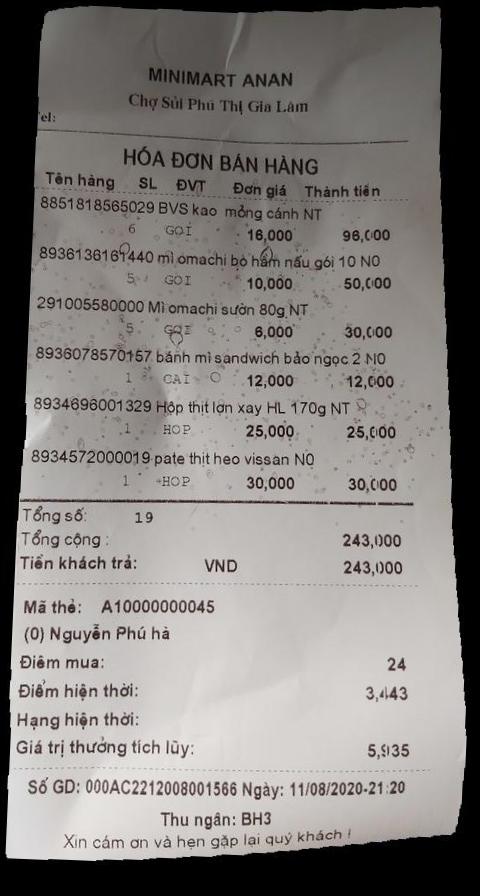 MINIMART ANAN
Chợ Sủi Phú Thị Gia Lâm
el:
HÓA ĐƠN BÁN HÀNG
Tên hàng SL ĐVT Đơn giá Thành tiền
8851818565029 BVS kao mỏng cánh NT
6 GOI 16,000 96,000
8936136161440 mì omachi bò hầm nấu gói 10 N0
5 GOI 10,000 50,000
291005580000 Mì omachi sườn 80g NT
5 GOI 6,000 30,000
8936078570157 bánh mì sandwich bảo ngọc 2 N0
1 CAI 12,000 12,000
8934696001329 Hộp thịt lợn xay HL 170g NT
1 HOP 25,000 25,000
8934572000019 pate thịt heo vissan N0
1 HOP 30,000 30,000
Tổng số: 19
Tổng cộng : 243,000
Tiền khách trả: VND 243,000
Mã thẻ: A10000000045
(0) Nguyễn Phú hà
Điểm mua: 24
Điểm hiện thời: 3,443
Hạng hiện thời:
Giá trị thưởng tích lũy: 5,935
Số GD: 000AC2212008001566 Ngày: 11/08/2020-21:20
Thu ngân: BH3
Xin cám ơn và hẹn gặp lại quý khách !